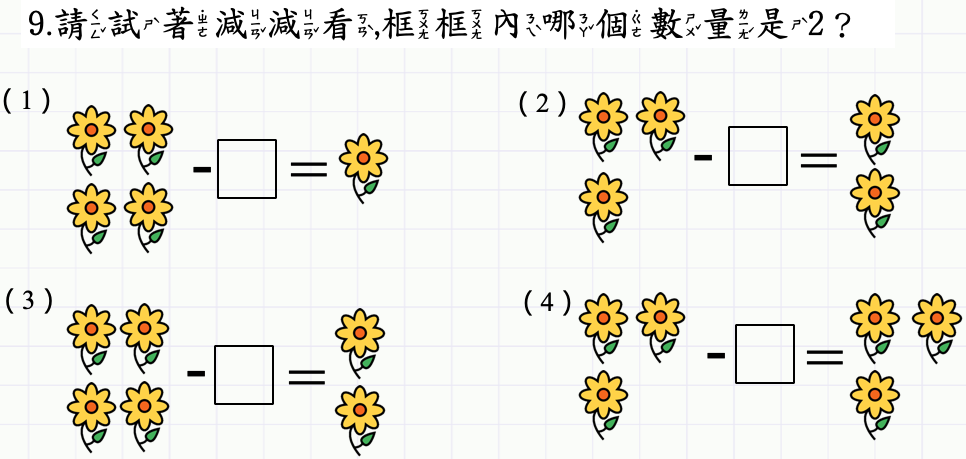 9.請試著減減看,框框內哪個數量是2？
(1)
- □ =
(2)
- □ =
(3)
- □ =
(4)
- □ =